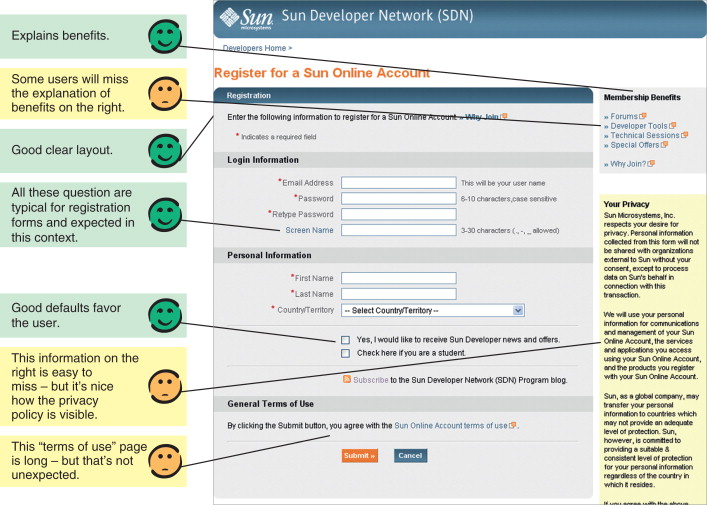 Explains benefits.
Some users will miss
the explanation of
benefits on the right.
Good clear layout.
All these question are
typical for registration
forms and expected in
this context.
Good defaults favor
the user.
This information on the
right is easy to
miss – but it's nice
how the privacy
policy is visible.
This "terms of use" page
is long – but that's not
unexpected.
Sun
microsystems
Sun Developer Network (SDN)
Developers Home >
Register for a Sun Online Account
Registration
Enter the following information to register for a Sun Online Account. » Why Join
* Indicates a required field
Login Information
*Email Address
This will be your user name
*Password
6-10 characters,case sensitive
*Retype Password
Screen Name
3-30 characters (., -, _ allowed)
Personal Information
*First Name
*Last Name
* Country/Territory
-- Select Country/Territory --
Yes, I would like to receive Sun Developer news and offers.
Check here if you are a student.
Subscribe to the Sun Developer Network (SDN) Program blog.
General Terms of Use
By clicking the Submit button, you agree with the Sun Online Account terms of use.
Submit »
Cancel
Membership Benefits
» Forums
» Developer Tools
» Technical Sessions
» Special Offers
» Why Join?
Your Privacy
Sun Microsystems, Inc.
respects your desire for
privacy. Personal information
collected from this form will not
be shared with organizations
external to Sun without your
consent, except to process
data on Sun's behalf in
connection with this
transaction.
We will use your personal
information for communications
and management of your Sun
Online Account, the services
and applications you access
using your Sun Online Account,
and the products you register
with your Sun Online Account.
Sun, as a global company, may
transfer your personal
information to countries which
may not provide an adequate
level of protection. Sun,
however, is committed to
providing a suitable &
consistent level of protection
for your personal information
regardless of the country in
which it resides.
If you agree with the above